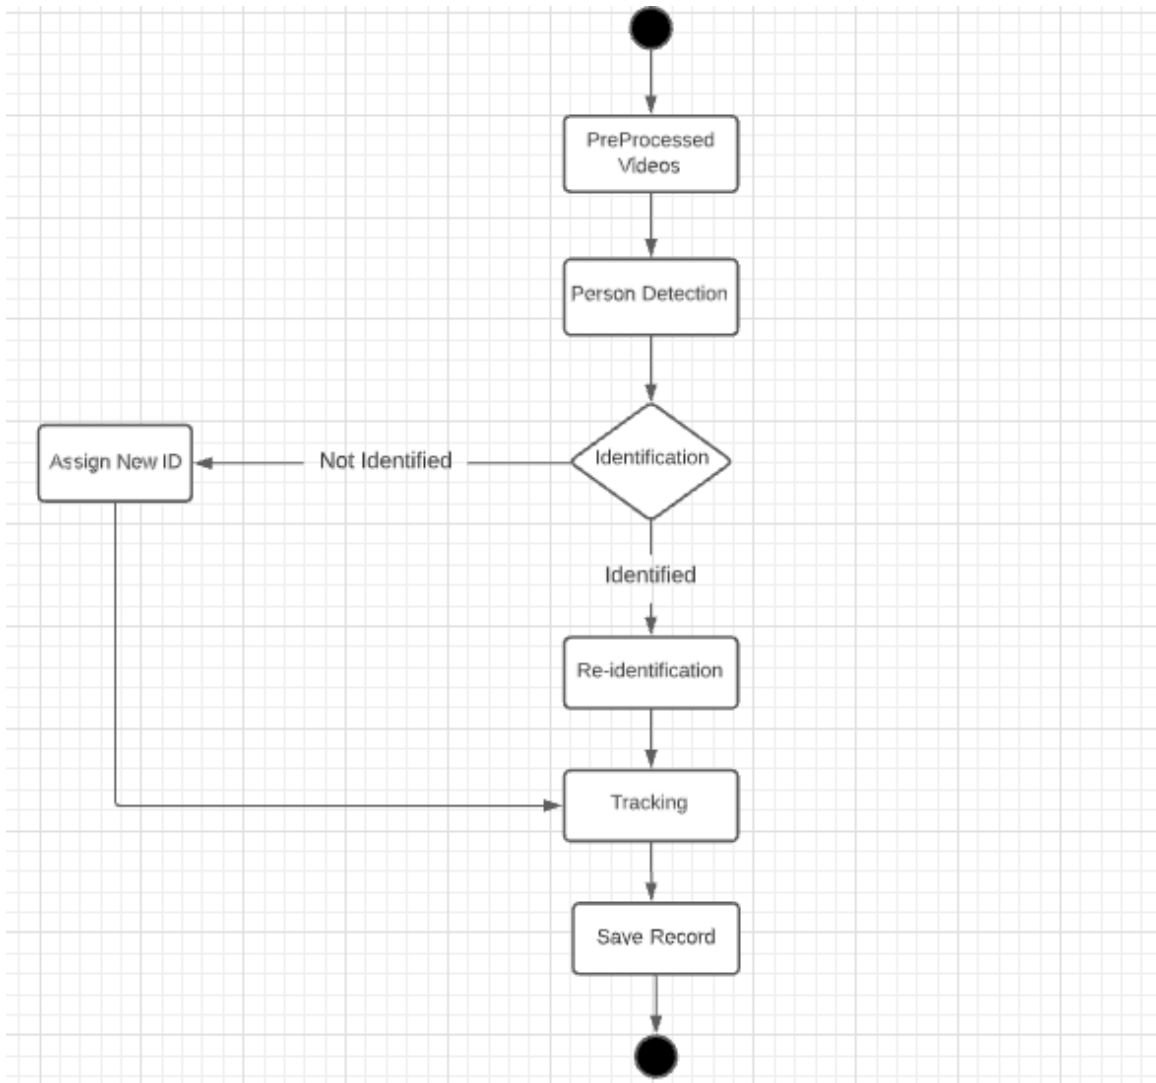 PreProcessed
Videos
Person Detection
Identification
Not Identified
Assign New ID
Identified
Re-identification
Tracking
Save Record